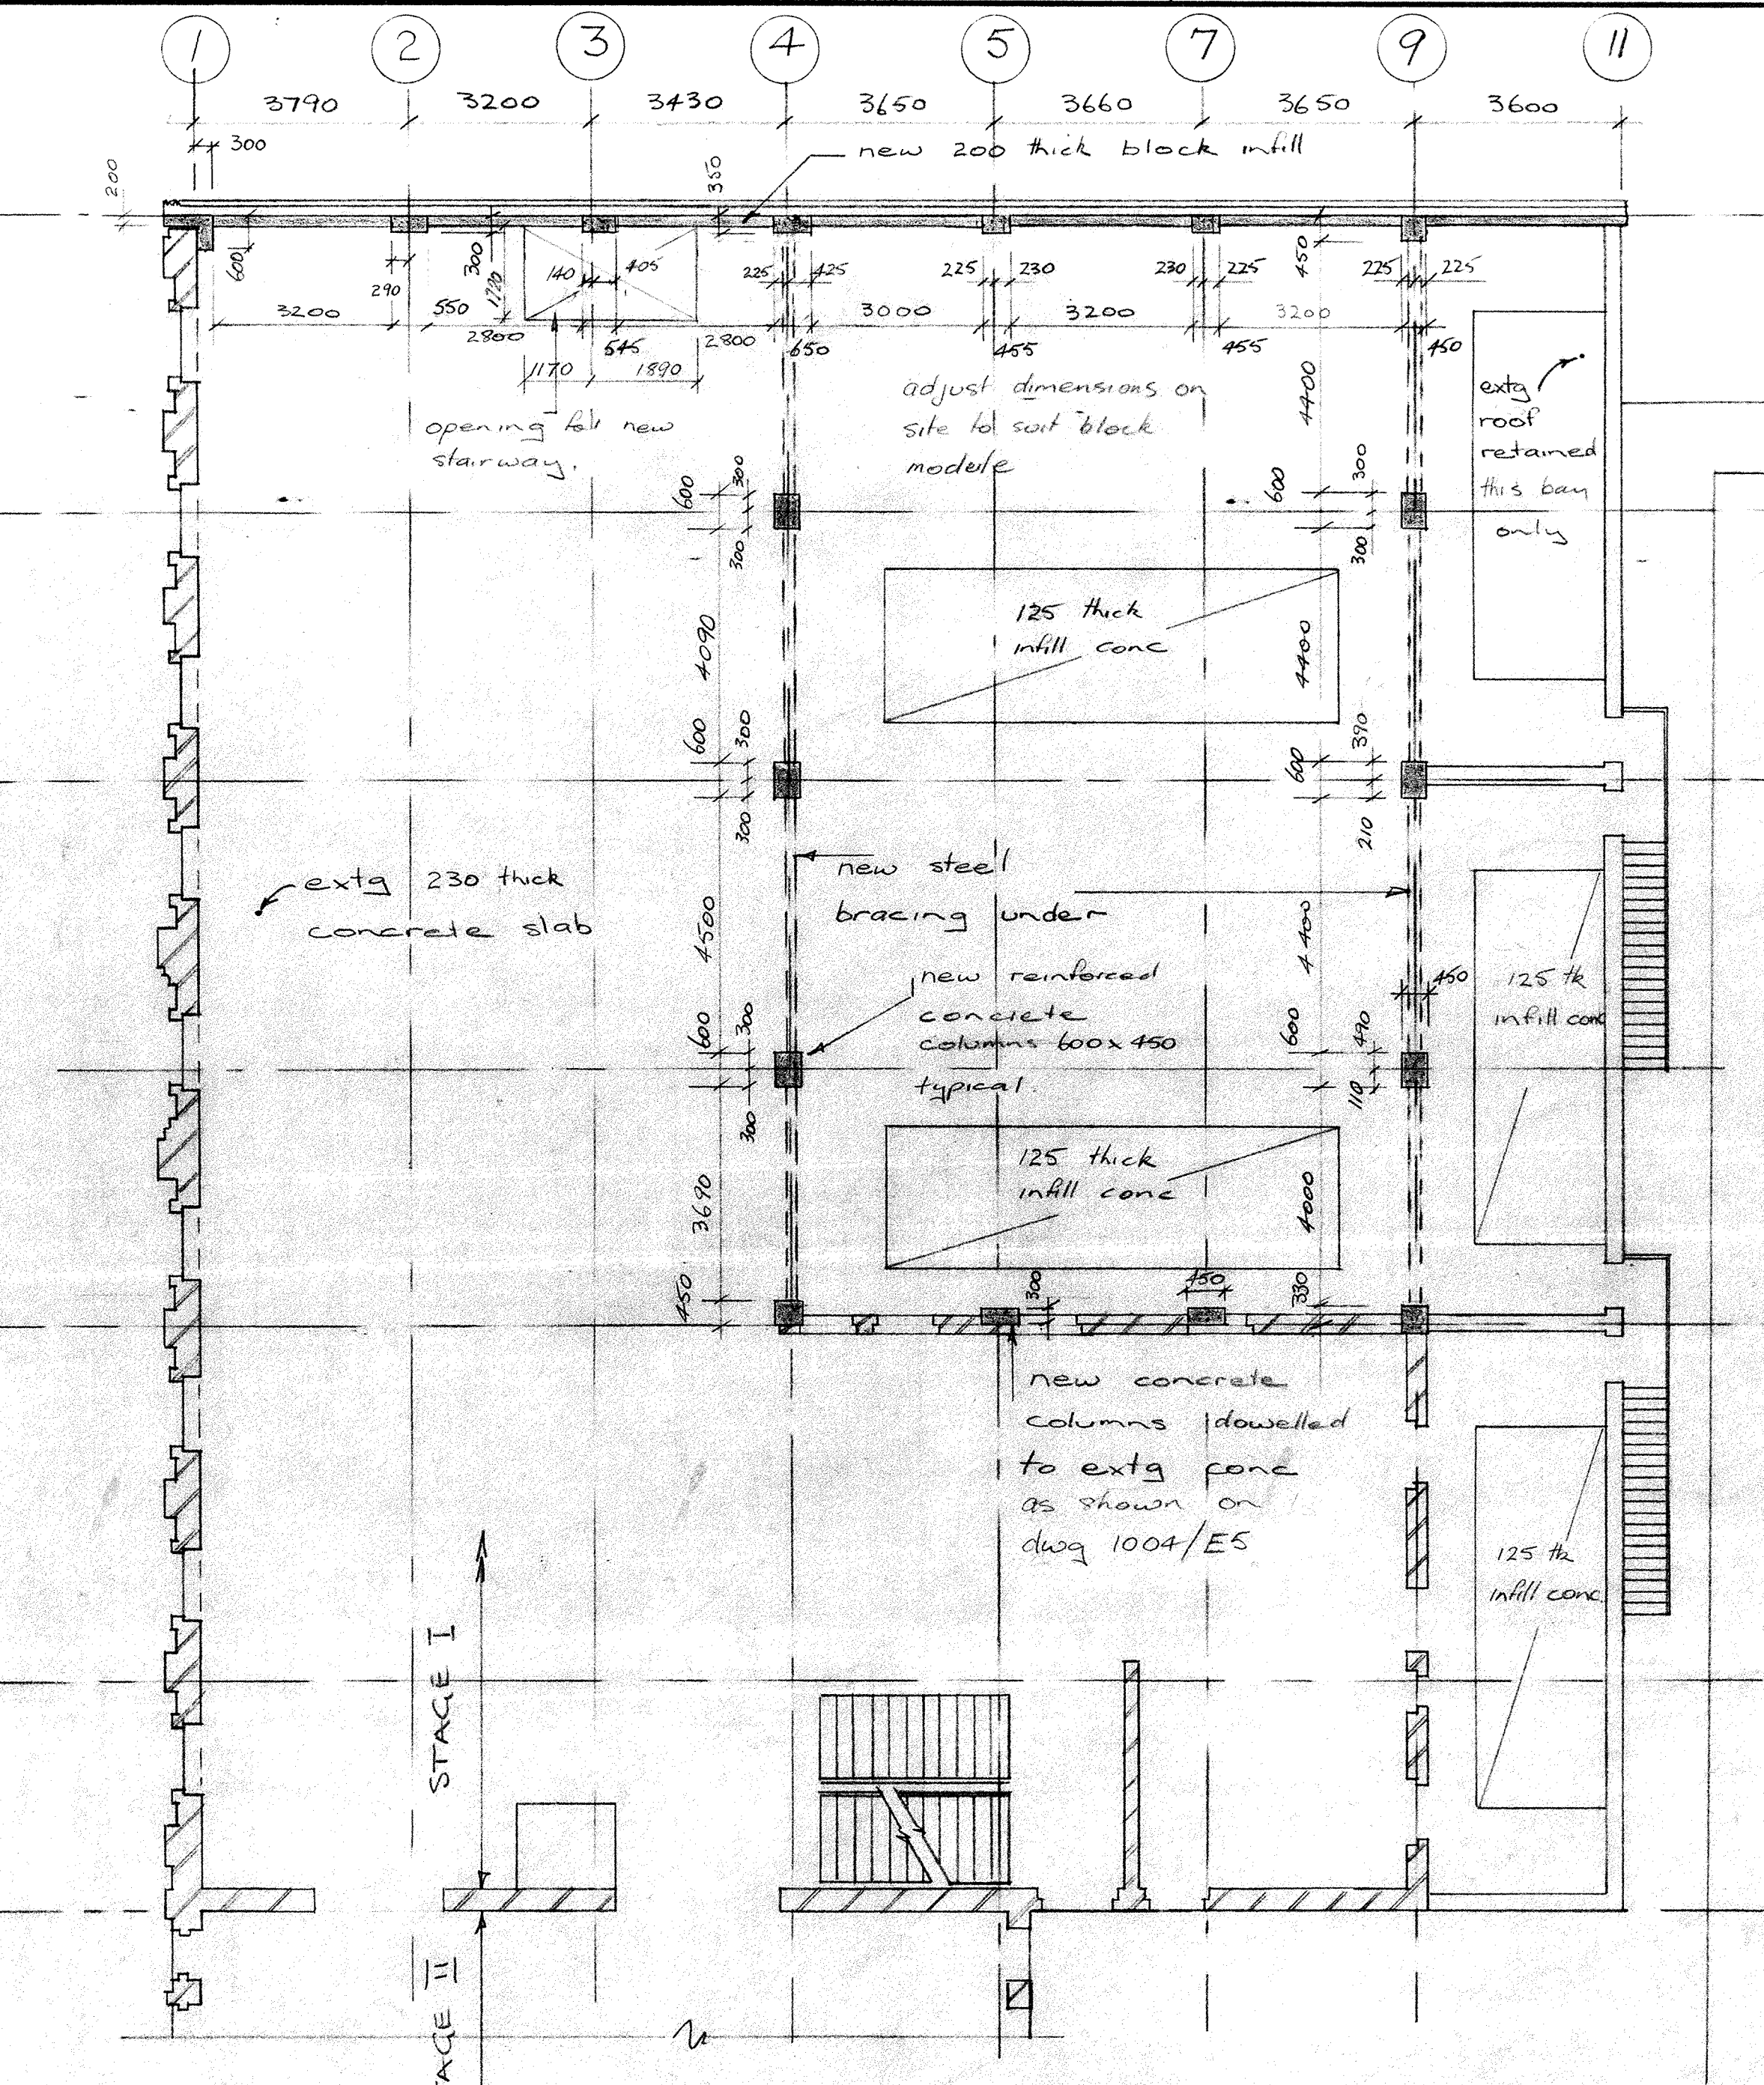 1 2 3 4 5 7 9 11
3790 3200 3430 3650 3660 3650 3600
300
new 200 thick block infill
200
350
600
290
300
1720
140
405
225
425
225
230
230
225
450
225
225
3200
550
2800
545
2800
650
3000
455
3200
455
3200
450
1170
1890
opening for new
stairway.
adjust dimensions on
site to suit block
module
4400
extg
roof
retained
this bay
only
600
300
300
600
300
300
125 thick
infill conc
4090
4400
600
300
300
600
390
210
extg 230 thick
concrete slab
new steel
bracing under
4500
4400
450
new reinforced
concrete
columns 600x450
typical.
600
300
300
600
490
110
125 tk
infill conc
125 thick
infill conc
3690
4000
450
300
450
330
new concrete
columns dowelled
to extg conc
as shown on
dwg 1004/E5
125 tk
infill conc.
STAGE I
TAGE II